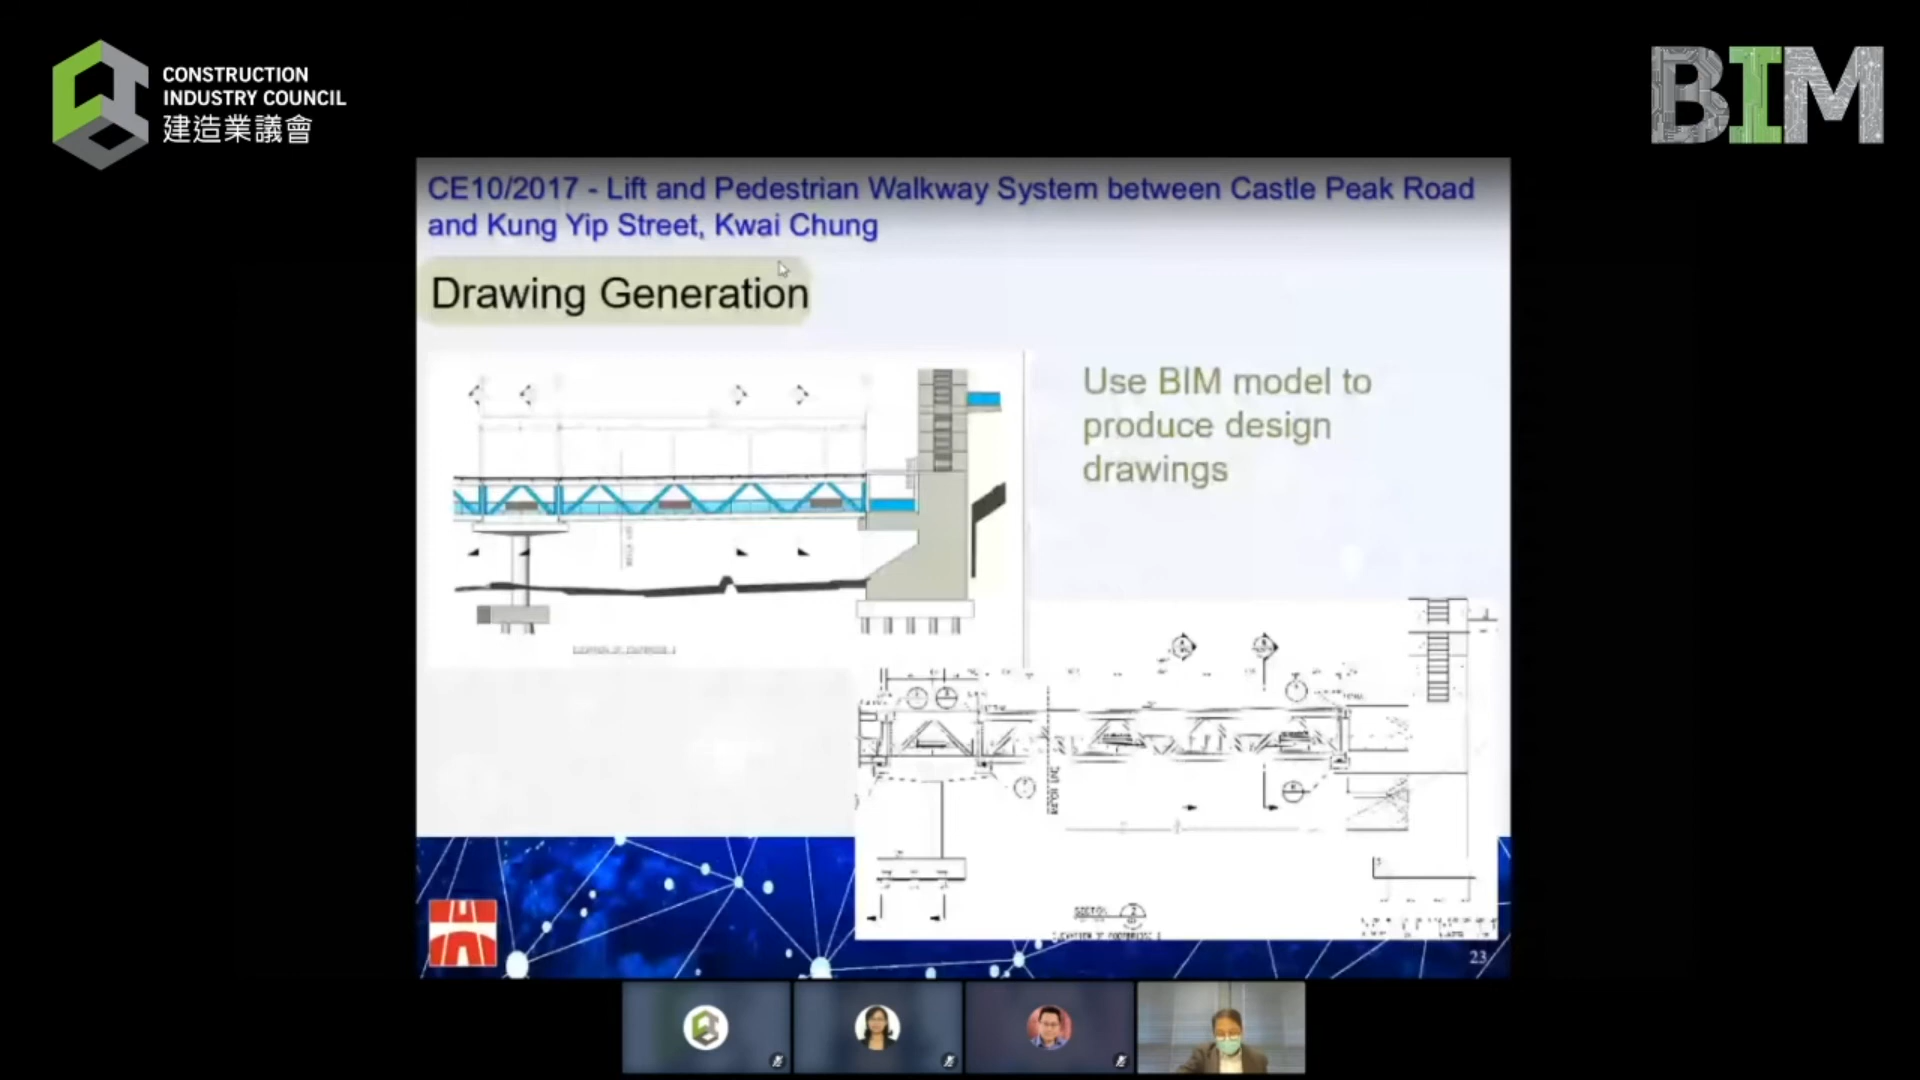 CONSTRUCTION
INDUSTRY COUNCIL
建造業議會
BIM
CE10/2017 - Lift and Pedestrian Walkway System between Castle Peak Road
and Kung Yip Street, Kwai Chung
Drawing Generation
Use BIM model to
produce design
drawings
23